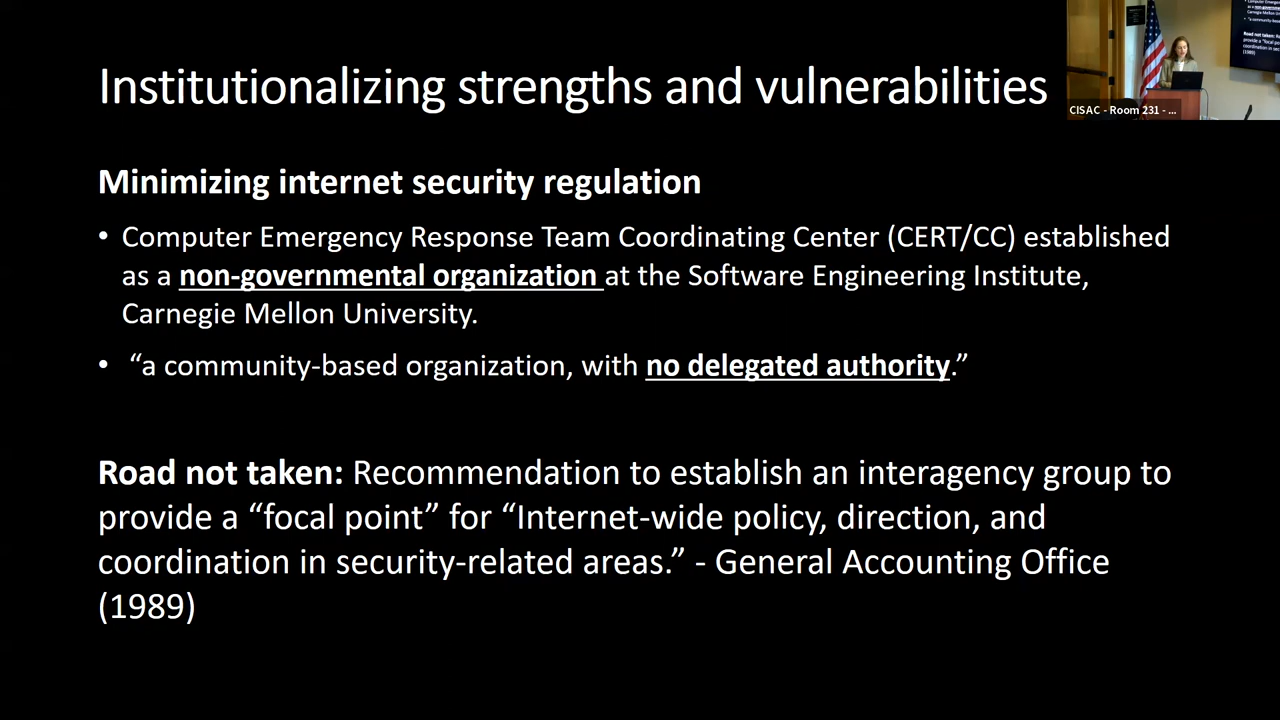 Institutionalizing strengths and vulnerabilities
CISAC - Room 231 - ...
Minimizing internet security regulation
• Computer Emergency Response Team Coordinating Center (CERT/CC) established
as a non-governmental organization at the Software Engineering Institute,
Carnegie Mellon University.
• “a community-based organization, with no delegated authority.”
Road not taken: Recommendation to establish an interagency group to
provide a “focal point” for “Internet-wide policy, direction, and
coordination in security-related areas.” - General Accounting Office
(1989)